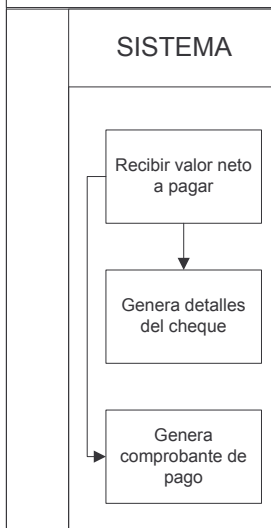 SISTEMA
Recibir valor neto
a pagar
Genera detalles
del cheque
Genera
comprobante de
pago